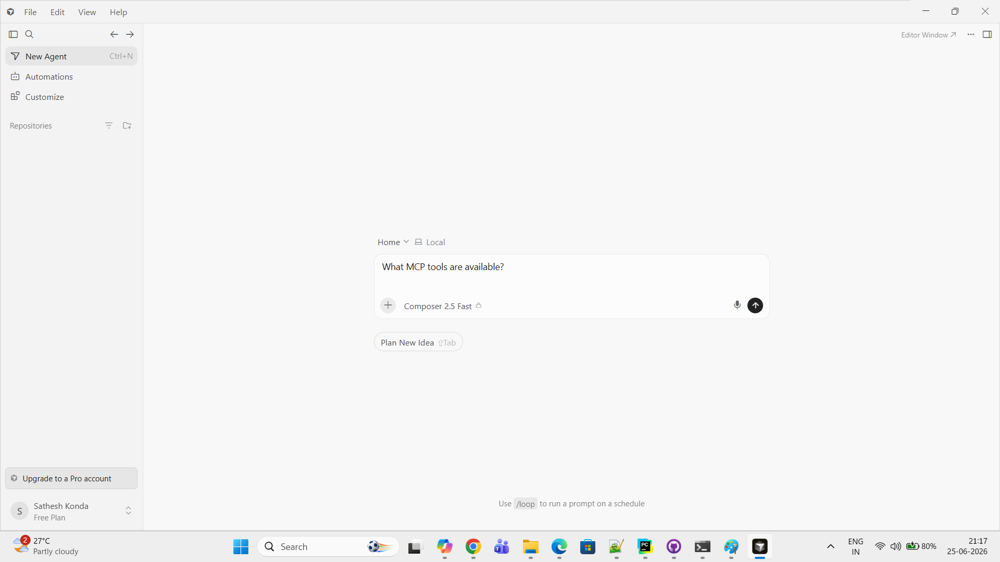 File Edit View Help
Editor Window
New Agent Ctrl+N
Automations
Customize
Repositories
Home Local
What MCP tools are available?
Composer 2.5 Fast
Plan New Idea ⇧Tab
Use /loop to run a prompt on a schedule
Upgrade to a Pro account
S
Sathesh Konda
Free Plan
2
27°C
Partly cloudy
Search
T
PC
ENG
IN
80%
21:17
25-06-2026